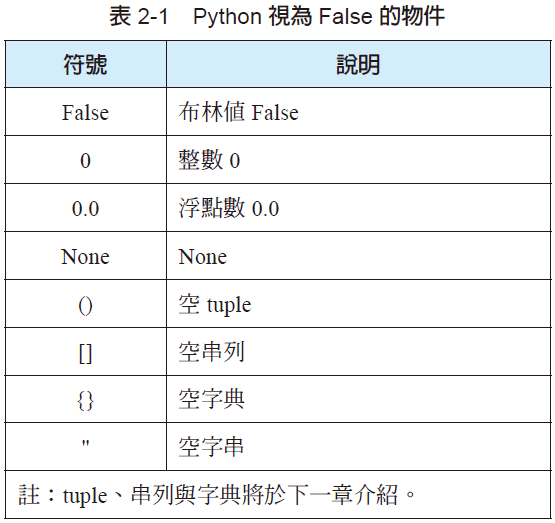 表 2-1 Python 視為 False 的物件
符號 說明
False 布林值 False
0 整數 0
0.0 浮點數 0.0
None None
() 空 tuple
[] 空串列
{} 空字典
'' 空字串
註：tuple、串列與字典將於下一章介紹。